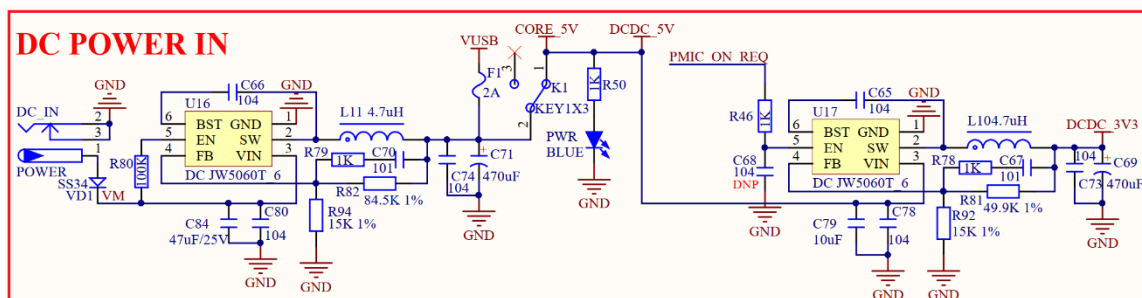 DC POWER IN
DC_IN
GND
2
3
1
POWER
SS34
VD1
VM
R80
100K
C66
104
U16
GND
6
5
4
BST
EN
FB
GND
SW
VIN
1
2
3
DC JW5060T_6
L11 4.7uH
R79
1K
C70
101
R82
84.5K 1%
R94
15K 1%
GND
C84
47uF/25V
C80
104
GND
VUSB
F1
2A
C74
104
C71
+
470uF
GND
CORE_5V
3
1
2
K1
KEY1X3
R50
1K
PWR
BLUE
GND
DCDC_5V
PMIC_ON_REQ
R46
1K
C68
104
DNP
GND
C65
104
U17
GND
6
5
4
BST
EN
FB
GND
SW
VIN
1
2
3
DC JW5060T_6
L104.7uH
R78
1K
C67
101
R81
49.9K 1%
R92
15K 1%
GND
C79
10uF
C78
104
GND
DCDC_3V3
104
C73
+
C69
470uF
GND